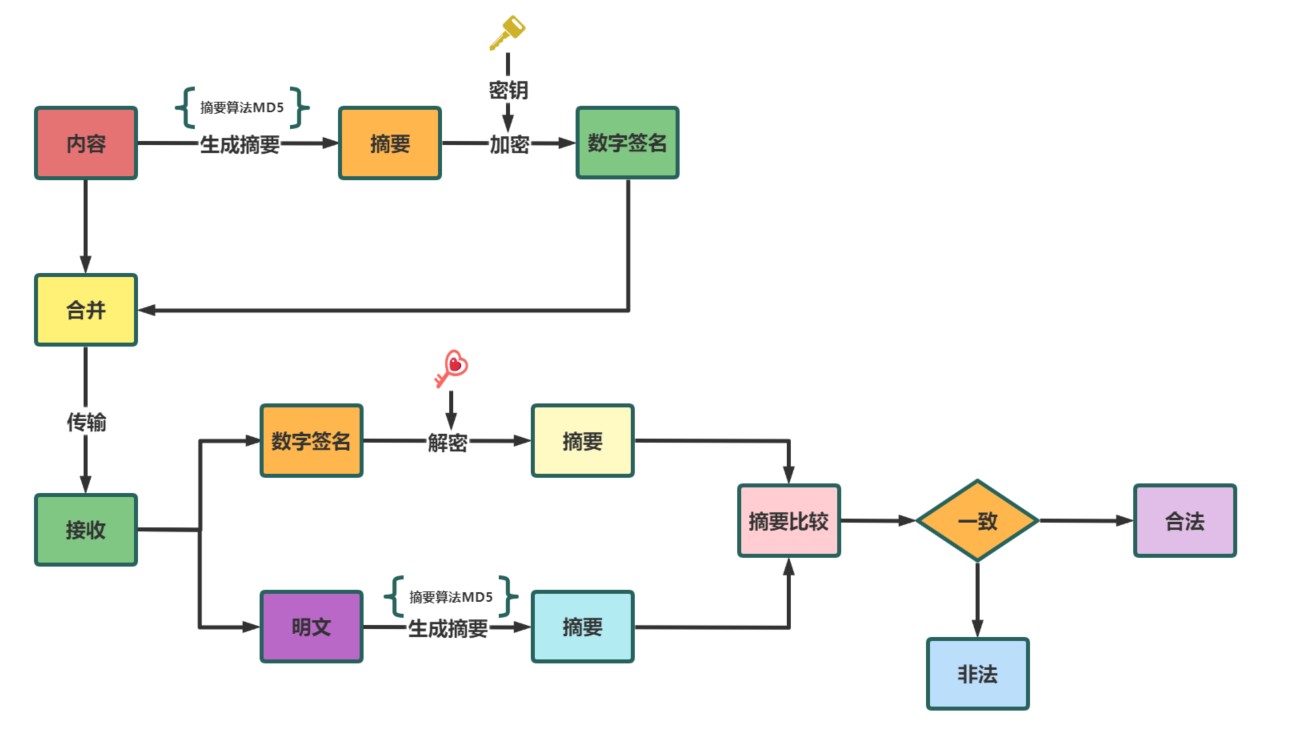 密钥
摘要算法MD5
内容
生成摘要
摘要
加密
数字签名
合并
传输
数字签名
解密
摘要
接收
摘要比较
一致
合法
摘要算法MD5
明文
生成摘要
摘要
非法